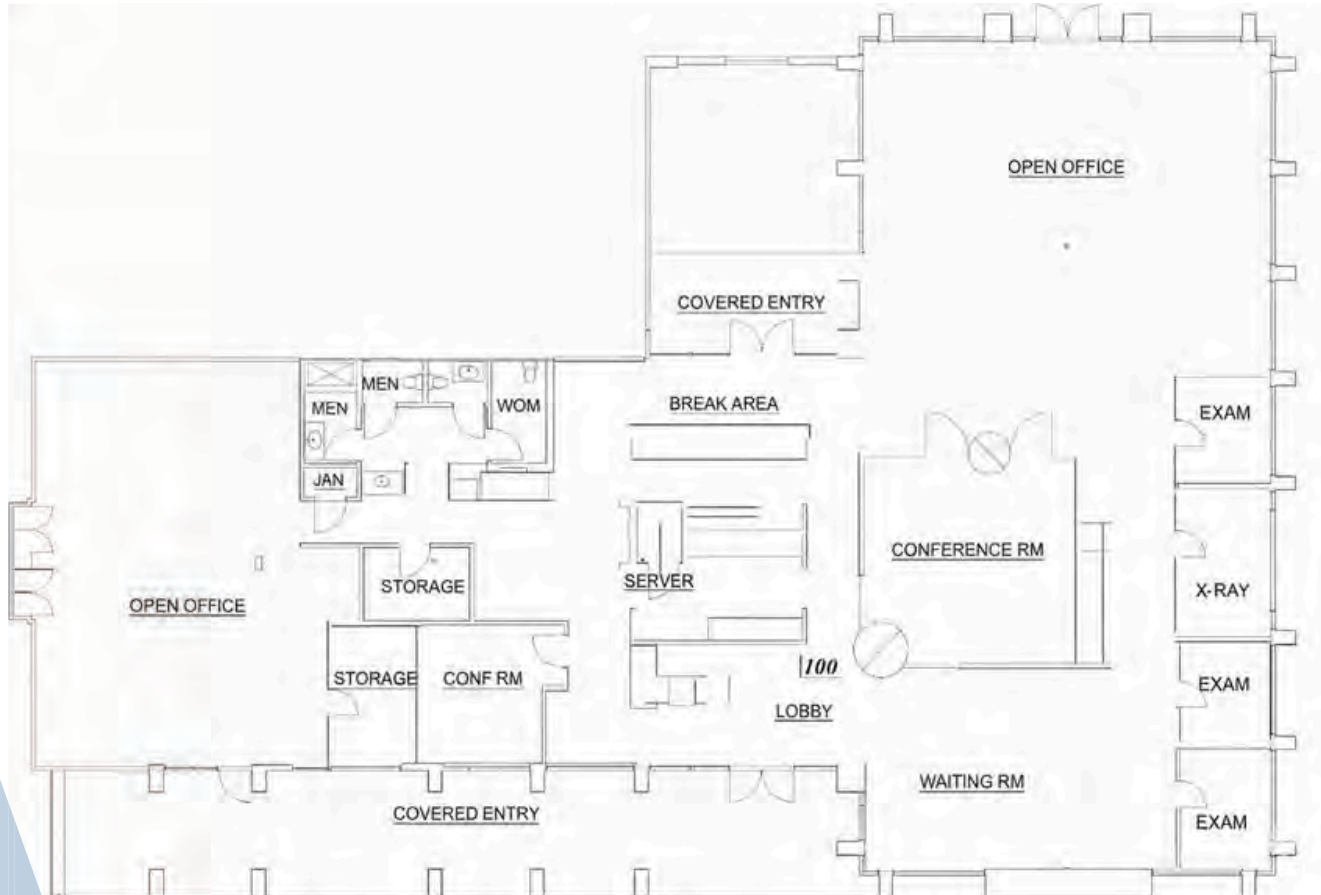 OPEN OFFICE
COVERED ENTRY
MEN
MEN
WOM
BREAK AREA
EXAM
JAN
CONFERENCE RM
STORAGE
SERVER
X-RAY
OPEN OFFICE
STORAGE
CONF RM
100
EXAM
LOBBY
WAITING RM
COVERED ENTRY
EXAM